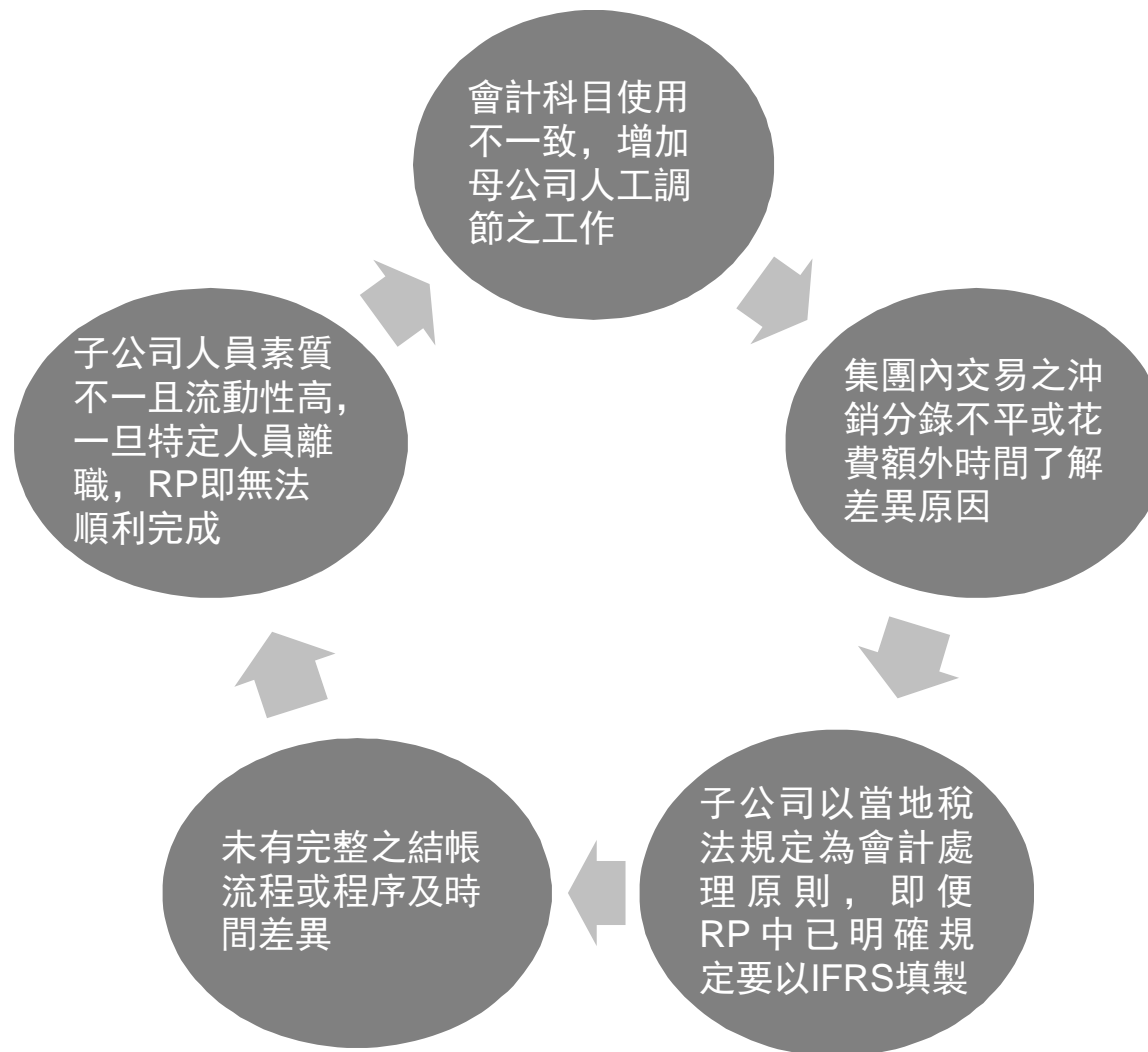 會計科目使用
不一致，增加
母公司人工調
節之工作
集團內交易之沖
銷分錄不平或花
費額外時間了解
差異原因
子公司以當地稅
法規定為會計處
理原則，即便
RP中已明確規
定要以IFRS填製
未有完整之結帳
流程或程序及時
間差異
子公司人員素質
不一且流動性高，
一旦特定人員離
職，RP即無法
順利完成